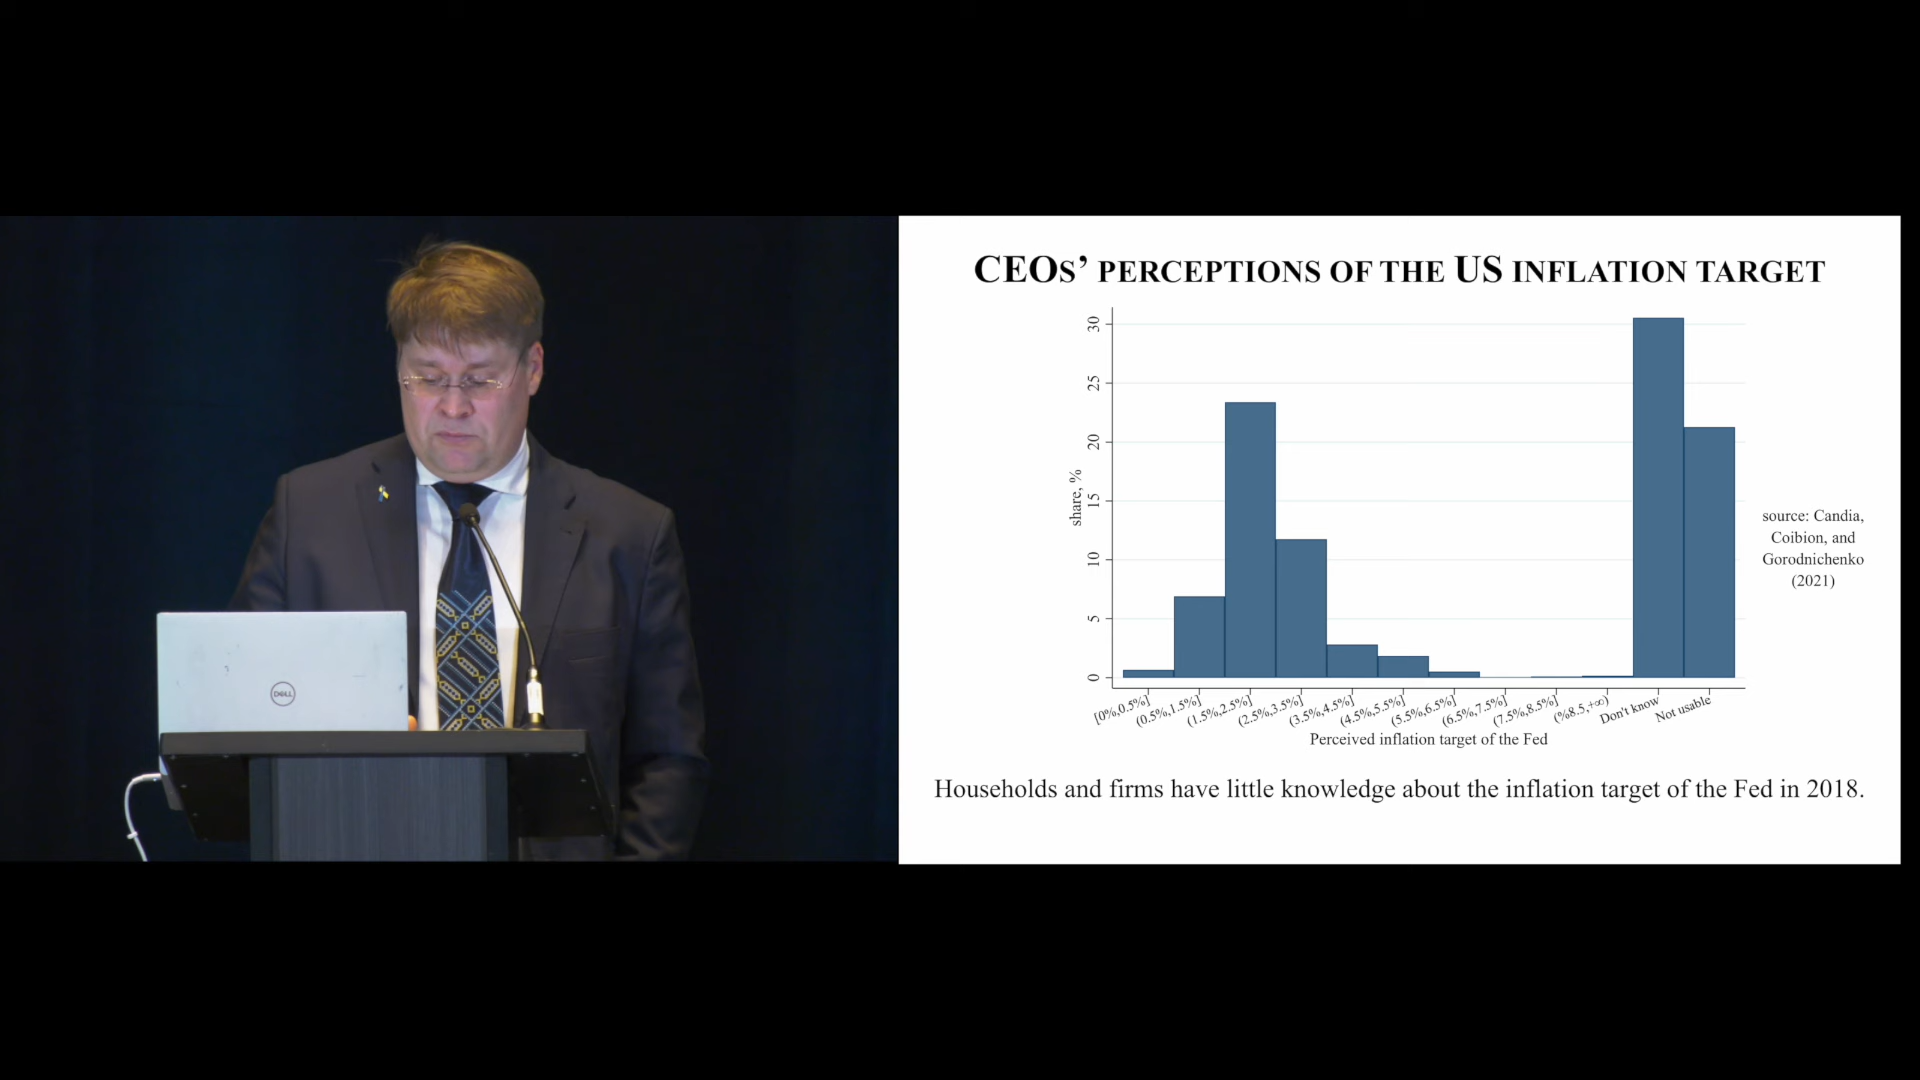 CEOS' PERCEPTIONS OF THE US INFLATION TARGET
30
25
20
15
10
5
0
share, %
[0%,0.5%]
(0.5%,1.5%]
(1.5%,2.5%]
(2.5%,3.5%]
(3.5%,4.5%]
(4.5%,5.5%]
(5.5%,6.5%]
(6.5%,7.5%]
(7.5%,8.5%]
(%8.5,+∞)
Don't know
Not usable
Perceived inflation target of the Fed
source: Candia,
Coibion, and
Gorodnichenko
(2021)
Households and firms have little knowledge about the inflation target of the Fed in 2018.
DELL